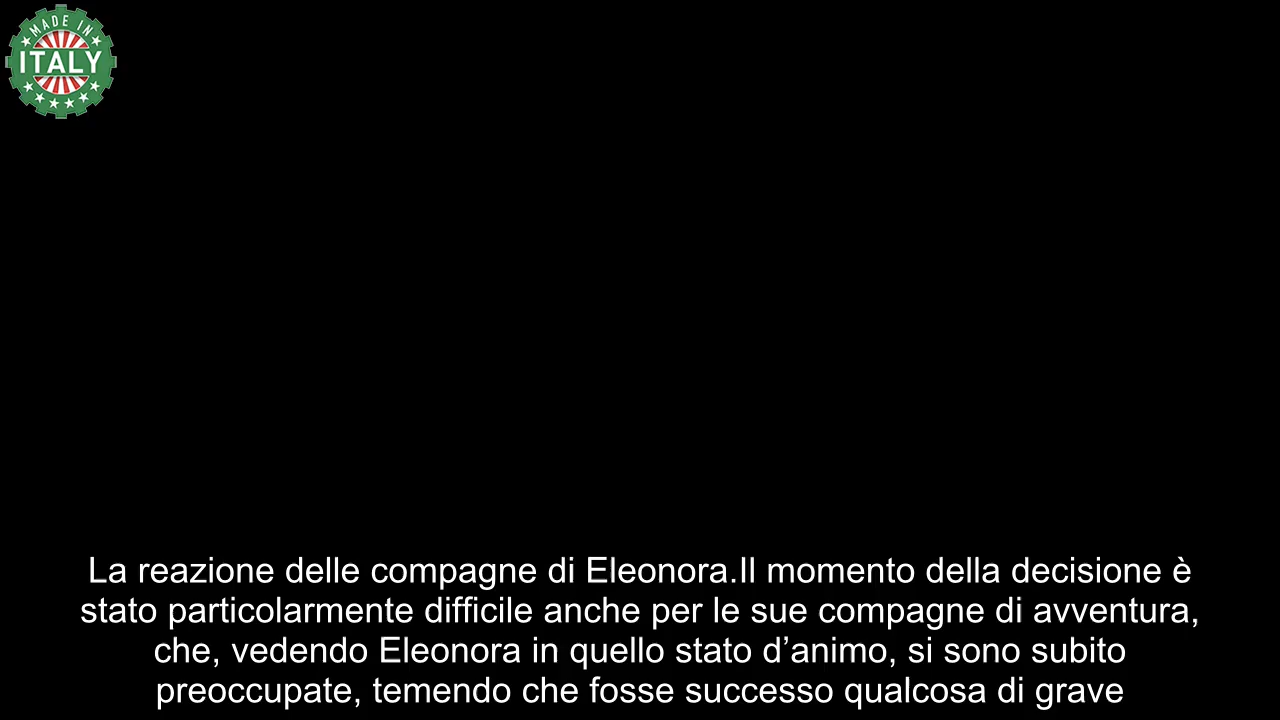 MADE IN
ITALY
La reazione delle compagne di Eleonora.Il momento della decisione è
stato particolarmente difficile anche per le sue compagne di avventura,
che, vedendo Eleonora in quello stato d’animo, si sono subito
preoccupate, temendo che fosse successo qualcosa di grave